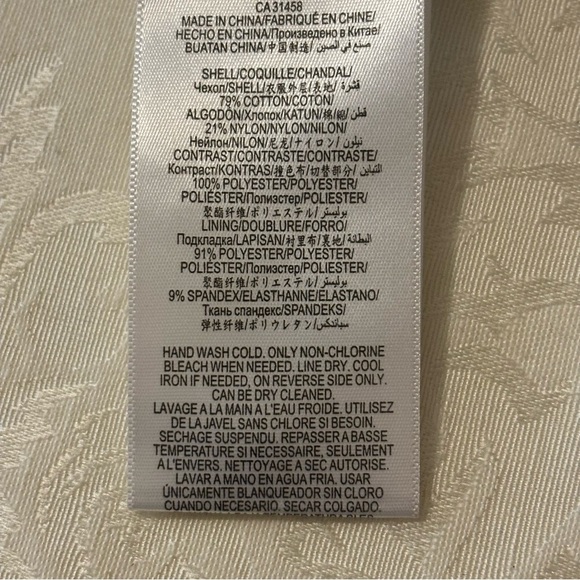 CA 31458
MADE IN CHINA/FABRIQUÉ EN CHINE/
HECHO EN CHINA/Произведено в Китае/
BUATAN CHINA/中国制造/ صنع في الصين
SHELL/COQUILLE/CHANDAL/
Чехол/SHELL/衣服外层/表地/ قشرة
79% COTTON/COTON/
ALGODÓN/Хлопок/KATUN/棉/綿/ قطن
21% NYLON/NYLON/NILON/
Нейлон/NILON/尼龙/ナイロン/ نيلون
CONTRAST/CONTRASTE/CONTRASTE/
Контраст/KONTRAS/撞色布/切替部分/ التباين
100% POLYESTER/POLYESTER/
POLIÉSTER/Полиэстер/POLIESTER/
聚酯纤维/ポリエステル/ بوليستر
LINING/DOUBLURE/FORRO/
Подкладка/LAPISAN/衬里布/裏地/ البطانة
91% POLYESTER/POLYESTER/
POLIÉSTER/Полиэстер/POLIESTER/
聚酯纤维/ポリエステル/ بوليستر
9% SPANDEX/ELASTHANNE/ELASTANO/
Ткань спандекс/SPANDEKS/
弹性纤维/ポリウレタン/ سباندكس
HAND WASH COLD. ONLY NON-CHLORINE
BLEACH WHEN NEEDED. LINE DRY. COOL
IRON IF NEEDED, ON REVERSE SIDE ONLY.
CAN BE DRY CLEANED.
LAVAGE A LA MAIN A L'EAU FROIDE. UTILISEZ
DE LA JAVEL SANS CHLORE SI BESOIN.
SECHAGE SUSPENDU. REPASSER A BASSE
TEMPERATURE SI NECESSAIRE, SEULEMENT
A L'ENVERS. NETTOYAGE A SEC AUTORISE.
LAVAR A MANO EN AGUA FRIA. USAR
ÚNICAMENTE BLANQUEADOR SIN CLORO
CUANDO NECESARIO. SECAR COLGADO.